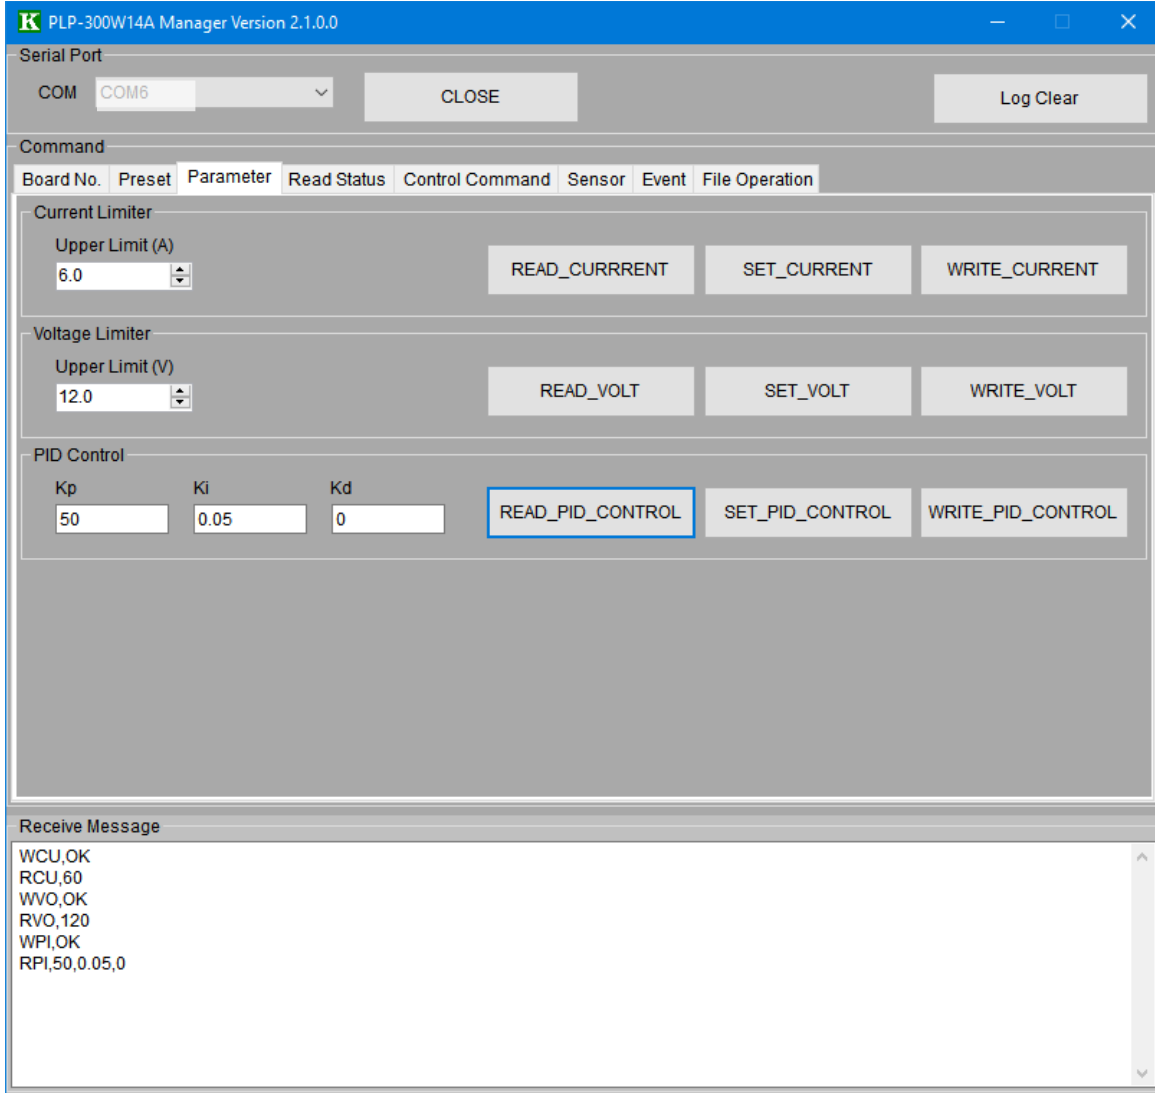 K PLP-300W14A Manager Version 2.1.0.0
Serial Port
COM COM6 CLOSE Log Clear
Command
Board No. Preset Parameter Read Status Control Command Sensor Event File Operation
Current Limiter
Upper Limit (A)
6.0 READ_CURRRENT SET_CURRENT WRITE_CURRENT
Voltage Limiter
Upper Limit (V)
12.0 READ_VOLT SET_VOLT WRITE_VOLT
PID Control
Kp Ki Kd
50 0.05 0 READ_PID_CONTROL SET_PID_CONTROL WRITE_PID_CONTROL
Receive Message
WCU,OK
RCU,60
WVO,OK
RVO,120
WPI,OK
RPI,50,0.05,0